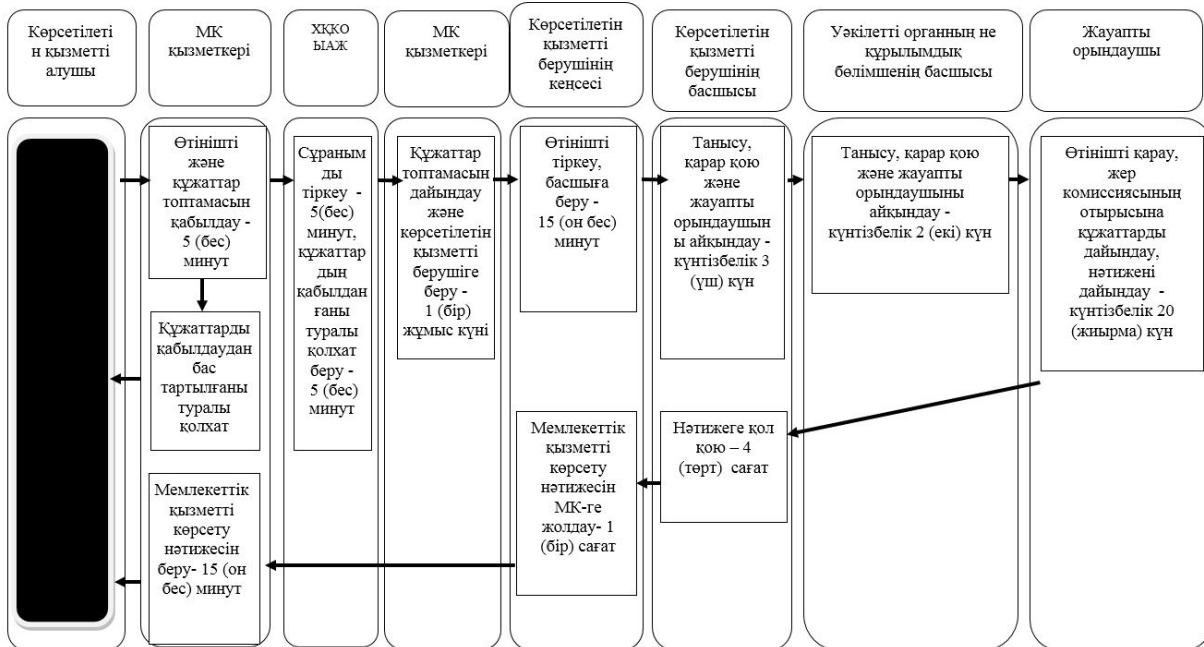 Көрсетілеті
н қызметті
алушы
МК
қызметкері
ХҚКО
ЫАЖ
МК
қызметкері
Көрсетілетін
қызметті
берушінің
кеңсесі
Көрсетілетін
қызметті
берушінің
басшысы
Уәкілетті органның не
құрылымдық
бөлімшенің басшысы
Жауапты
орындаушы
Өтінішті
және
құжаттар
топтамасын
қабылдау -
5 (бес)
минут
Құжаттарды
қабылдаудан
бас
тартылғаны
туралы
қолхат
Мемлекеттік
қызметті
көрсету
нәтижесін
беру- 15 (он
бес) минут
Сұраным
ды
тіркеу -
5(бес)
минут,
құжаттар
дың
қабылдан
ғаны
туралы
қолхат
беру -
5 (бес)
минут
Құжаттар
топтамасын
дайындау
және
көрсетілетін
қызметті
берушіге
беру -
1 (бір)
жұмыс күні
Өтінішті
тіркеу,
басшыға
беру -
15 (он бес)
минут
Мемлекеттік
қызметті
көрсету
нәтижесін
МК-ге
жолдау- 1
(бір) сағат
Танысу,
қарар қою
және
жауапты
орындаушын
ы айқындау -
күнтізбелік 3
(үш) күн
Нәтижеге қол
қою – 4
(төрт) сағат
Танысу, қарар қою
және жауапты
орындаушыны
айқындау -
күнтізбелік 2 (екі) күн
Өтінішті қарау,
жер
комиссиясының
отырысына
құжаттарды
дайындау,
нәтижені
дайындау -
күнтізбелік 20
(жиырма) күн